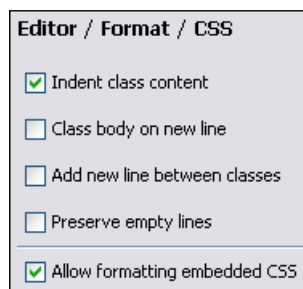 Editor / Format / CSS
Indent class content
Class body on new line
Add new line between classes
Preserve empty lines
Allow formatting embedded CSS